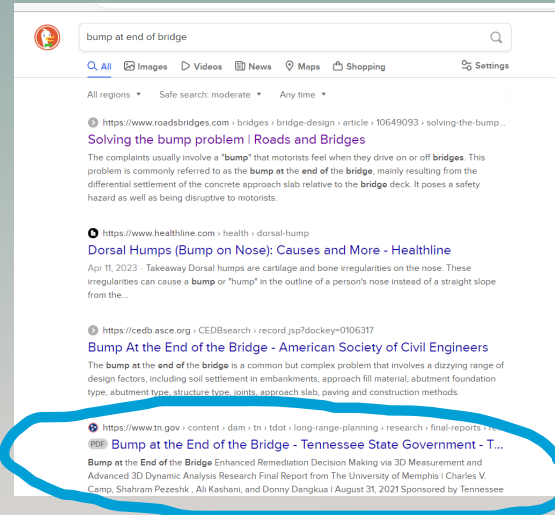 bump at end of bridge
All Images Videos News Maps Shopping Settings
All regions Safe search: moderate Any time
https://www.roadsbridges.com › bridges › bridge-design › article › 10649093 › solving-the-bump...
Solving the bump problem | Roads and Bridges
The complaints usually involve a "bump" that motorists feel when they drive on or off bridges. This
problem is commonly referred to as the bump at the end of the bridge, mainly resulting from the
differential settlement of the concrete approach slab relative to the bridge deck. It poses a safety
hazard as well as being disruptive to motorists.
https://www.healthline.com › health › dorsal-hump
Dorsal Humps (Bump on Nose): Causes and More - Healthline
Apr 11, 2023 · Takeaway Dorsal humps are cartilage and bone irregularities on the nose. These
irregularities can cause a bump or "hump" in the outline of a person's nose instead of a straight slope
from the...
https://cedb.asce.org › CEDBsearch › record.jsp?dockey=0106317
Bump At the End of the Bridge - American Society of Civil Engineers
The bump at the end of the bridge is a common but complex problem that involves a dizzying range of
design factors, including soil settlement in embankments, approach fill material, abutment foundation
type, abutment type, structure type, joints, approach slab, paving and construction methods.
https://www.tn.gov › content › dam › tn › tdot › long-range-planning › research › final-reports ›
PDF Bump at the End of the Bridge - Tennessee State Government - T...
Bump at the End of the Bridge Enhanced Remediation Decision Making via 3D Measurement and
Advanced 3D Dynamic Analysis Research Final Report from The University of Memphis | Charles V.
Camp, Shahram Pezeshk , Ali Kashani, and Donny Dangkua | August 31, 2021 Sponsored by Tennessee